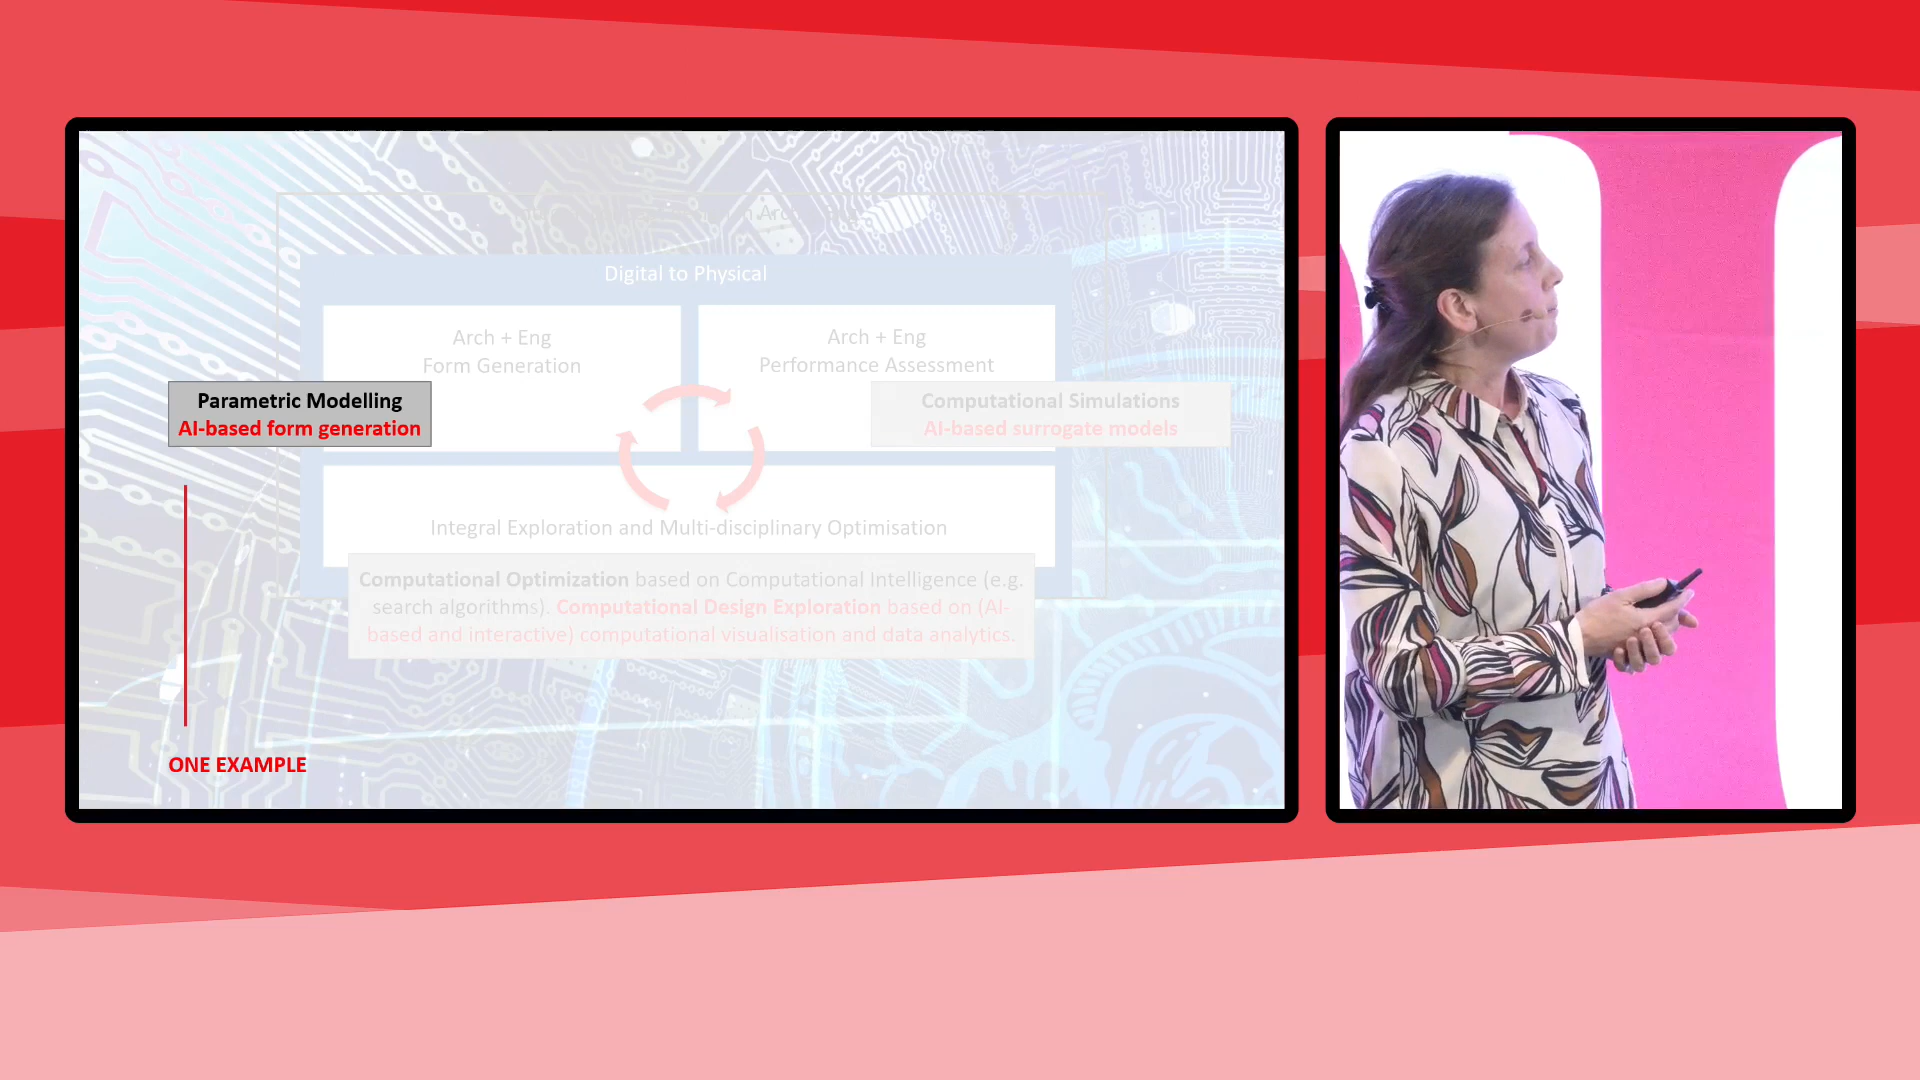 Digital to Physical
Arch + Eng
Form Generation
Arch + Eng
Performance Assessment
Parametric Modelling
AI-based form generation
Computational Simulations
AI-based surrogate models
Integral Exploration and Multi-disciplinary Optimisation
Computational Optimization based on Computational Intelligence (e.g.
search algorithms). Computational Design Exploration based on (AI-
based and interactive) computational visualisation and data analytics.
ONE EXAMPLE